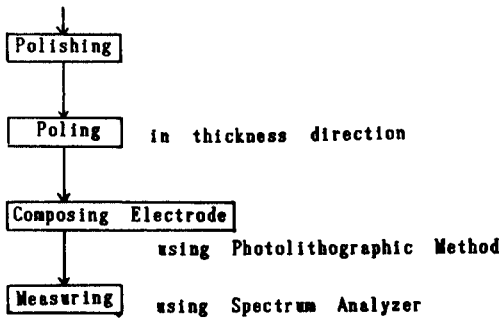 Polishing
Poling in thickness direction
Composing Electrode
using Photolithographic Method
Measuring using Spectrum Analyzer